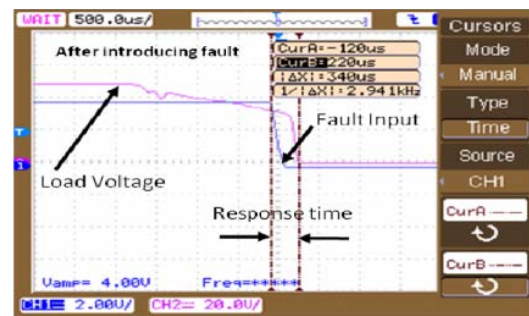 WAIT 500.0us/
Cursors
After introducing fault
CurA=-120us
CurB=220us
|ΔX|=340us
1/|ΔX|=2.941kHz
Mode
Manual
Type
Time
Source
CH1
Fault Input
Load Voltage
Response time
CurA
CurB
Vamp= 4.00V Freq=*****
CH1= 2.00V/ CH2= 20.0V/
T
1